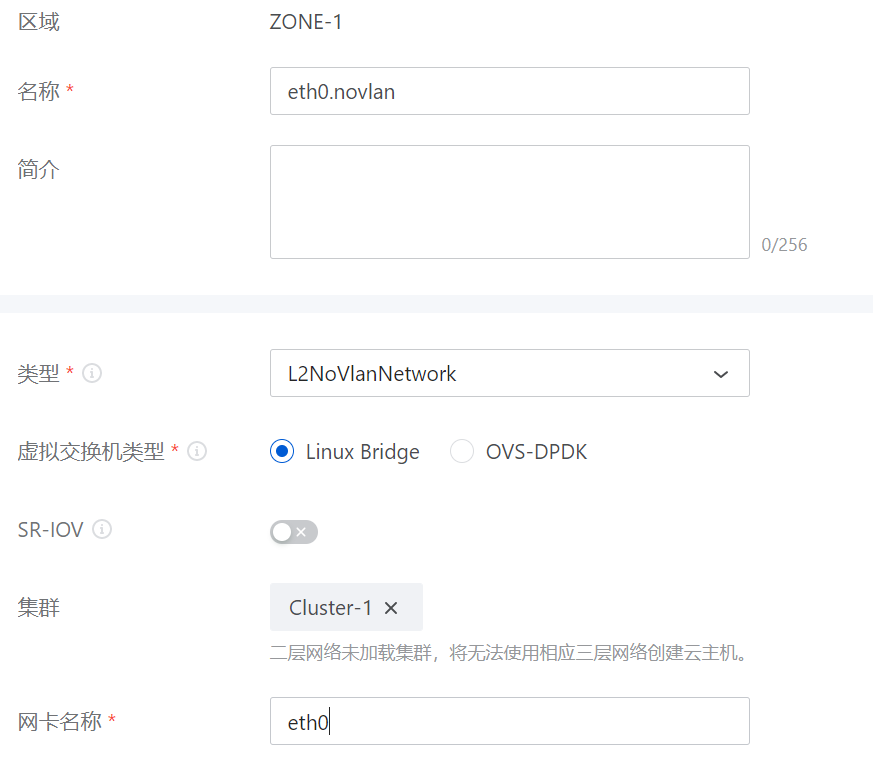 区域 ZONE-1
名称 * eth0.novlan
简介
0/256
类型 * L2NoVlanNetwork
虚拟交换机类型 * Linux Bridge OVS-DPDK
SR-IOV
集群 Cluster-1
二层网络未加载集群，将无法使用相应三层网络创建云主机。
网卡名称 * eth0